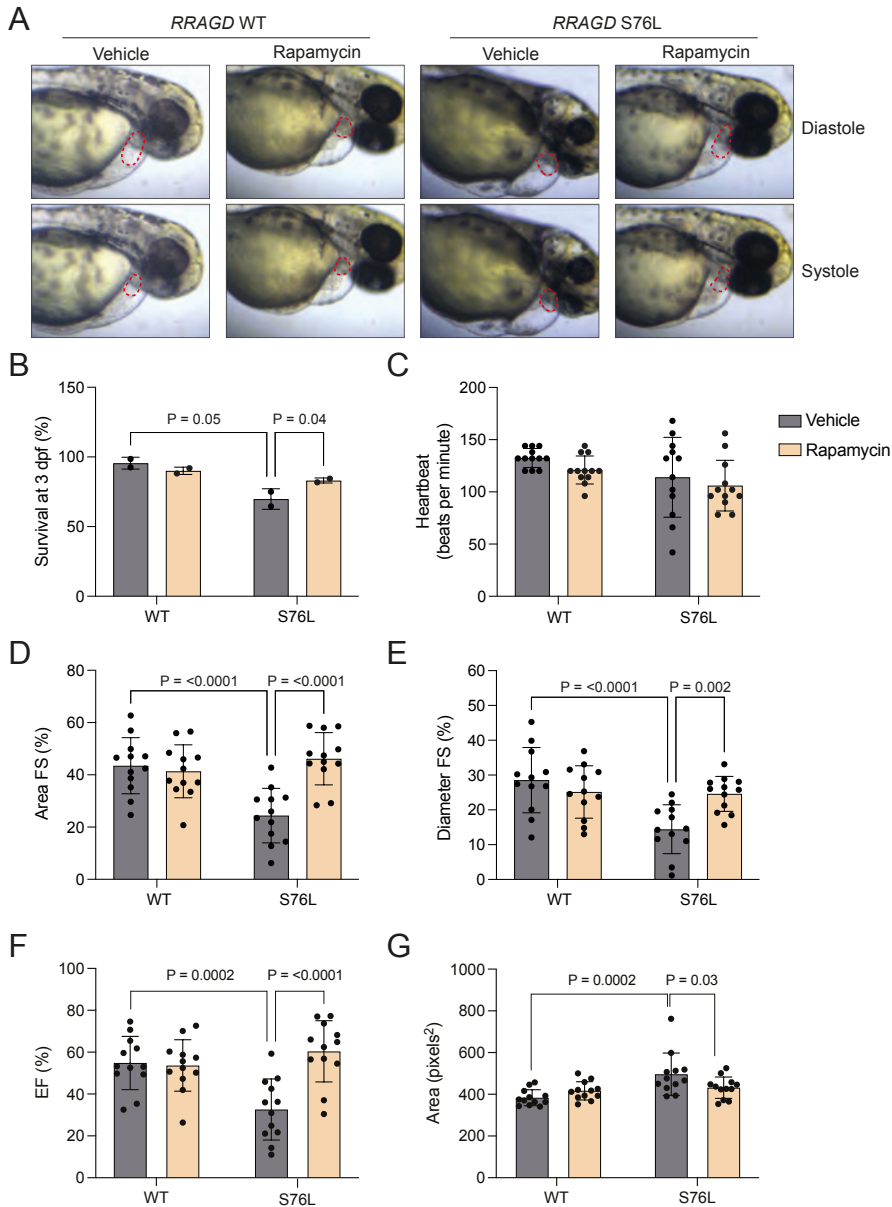 A
RRAGD WT
RRAGD S76L
Vehicle
Rapamycin
Vehicle
Rapamycin
Diastole
Systole
B
Survival at 3 dpf (%)
150
100
50
0
P = 0.05
P = 0.04
WT
S76L
C
Heartbeat
(beats per minute)
200
150
100
50
0
WT
S76L
Vehicle
Rapamycin
D
Area FS (%)
80
60
40
20
0
P = <0.0001
P = <0.0001
WT
S76L
E
Diameter FS (%)
60
50
40
30
20
10
0
P = <0.0001
P = 0.002
WT
S76L
F
EF (%)
100
80
60
40
20
0
P = 0.0002
P = <0.0001
WT
S76L
G
Area (pixels²)
1000
800
600
400
200
0
P = 0.0002
P = 0.03
WT
S76L